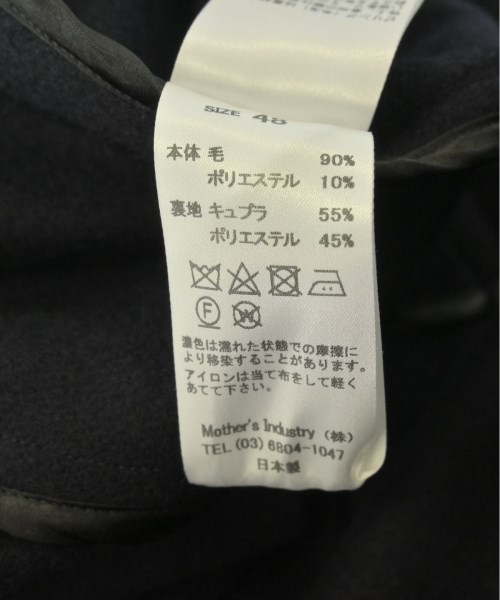 SIZE 48
本体 毛 90%
ポリエステル 10%
裏地 キュプラ 55%
ポリエステル 45%
F W
濃色は濡れた状態での摩擦に
より移染することがあります。
アイロンは当て布をして軽く
あてて下さい。
Mother's Industry (株)
TEL (03) 6804-1047
日本製